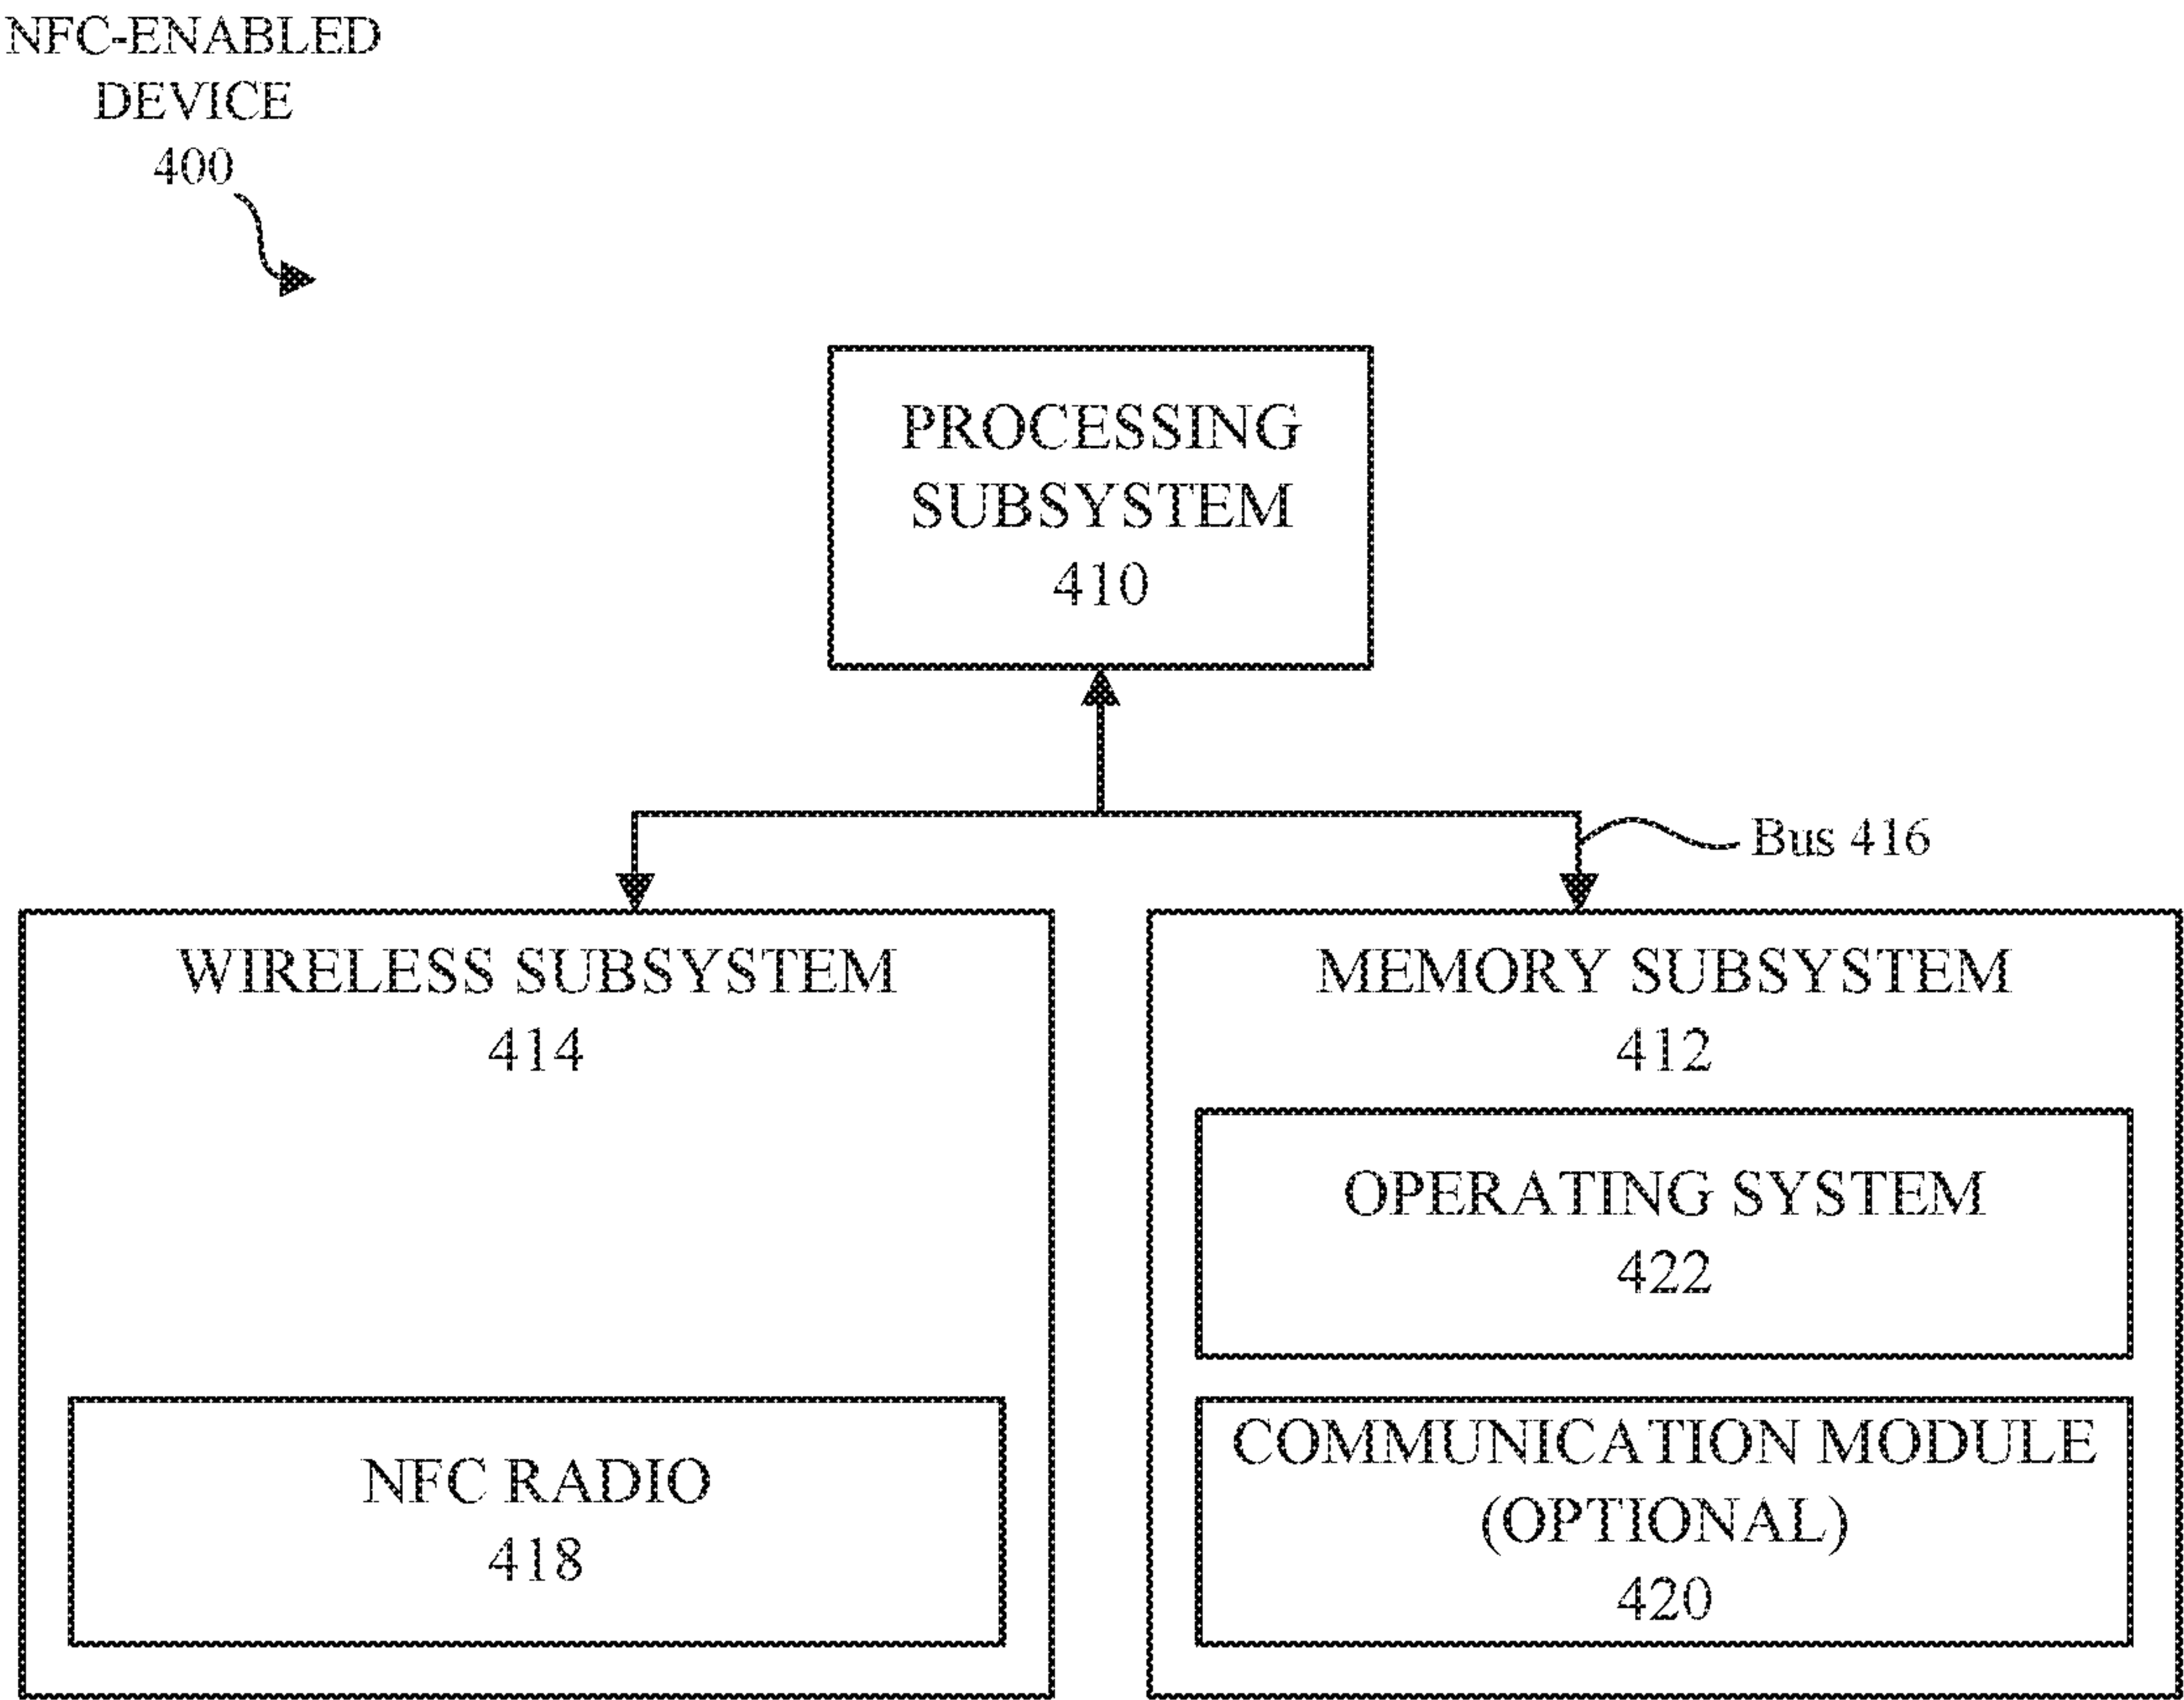 NFC-ENABLED
DEVICE
400
PROCESSING
SUBSYSTEM
410
Bus 416
WIRELESS SUBSYSTEM
414
NFC RADIO
418
MEMORY SUBSYSTEM
412
OPERATING SYSTEM
422
COMMUNICATION MODULE
(OPTIONAL)
420